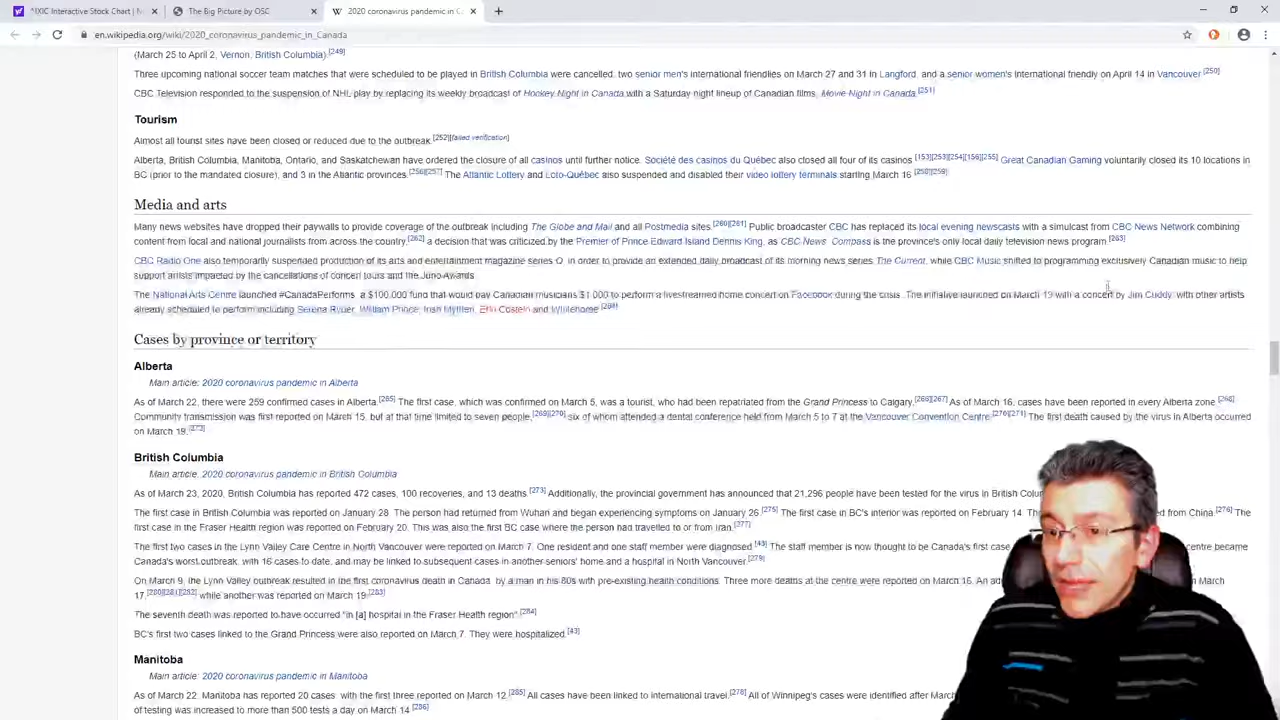 ^IXIC Interactive Stock Chart | N
The Big Picture by OSC
2020 coronavirus pandemic in C
en.wikipedia.org/wiki/2020_coronavirus_pandemic_in_Canada
(March 25 to April 2, Vernon, British Columbia).[249]
Three upcoming national soccer team matches that were scheduled to be played in British Columbia were cancelled, two senior men's international friendlies on March 27 and 31 in Langford, and a senior women's international friendly on April 14 in Vancouver.[250]
CBC Television responded to the suspension of NHL play by replacing its weekly broadcast of Hockey Night in Canada with a Saturday night lineup of Canadian films, Movie Night in Canada.[251]
Tourism
Almost all tourist sites have been closed or reduced due to the outbreak.[252][failed verification]
Alberta, British Columbia, Manitoba, Ontario, and Saskatchewan have ordered the closure of all casinos until further notice. Société des casinos du Québec also closed all four of its casinos.[153][253][254][156][255] Great Canadian Gaming voluntarily closed its 10 locations in
BC (prior to the mandated closure), and 3 in the Atlantic provinces.[256][257] The Atlantic Lottery and Loto-Québec also suspended and disabled their video lottery terminals starting March 16.[258][259]
Media and arts
Many news websites have dropped their paywalls to provide coverage of the outbreak including The Globe and Mail and all Postmedia sites.[260][261] Public broadcaster CBC has replaced its local evening newscasts with a simulcast from CBC News Network combining
content from local and national journalists from across the country,[262] a decision that was criticized by the Premier of Prince Edward Island Dennis King, as CBC News: Compass is the province's only local daily television news program.[263]
CBC Radio One also temporarily suspended production of its arts and entertainment magazine series Q, in order to provide an extended daily broadcast of its morning news series The Current, while CBC Music shifted to programming exclusively Canadian music to help
support artists impacted by the cancellations of concert tours and the Juno Awards.
The National Arts Centre launched #CanadaPerforms, a $100,000 fund that would pay Canadian musicians $1,000 to perform a livestreamed home concert on Facebook during the crisis. The initiative launched on March 19 with a concert by Jim Cuddy, with other artists
already scheduled to perform including Serena Ryder, William Prince, Irish Mythen, and Whitehorse.[264]
Cases by province or territory
Alberta
Main article: 2020 coronavirus pandemic in Alberta
As of March 22, there were 259 confirmed cases in Alberta.[265] The first case, which was confirmed on March 5, was a tourist, who had been repatriated from the Grand Princess to Calgary.[266][267] As of March 16, cases have been reported in every Alberta zone.[268]
Community transmission was first reported on March 15, but at that time limited to seven people,[269][270] six of whom attended a dental conference held from March 5 to 7 at the Vancouver Convention Centre.[270][271] The first death caused by the virus in Alberta occurred
on March 19.[272]
British Columbia
Main article: 2020 coronavirus pandemic in British Columbia
As of March 23, 2020, British Columbia has reported 472 cases, 100 recoveries, and 13 deaths.[273] Additionally, the provincial government has announced that 21,296 people have been tested for the virus in British Colu
The first case in British Columbia was reported on January 28. The person had returned from Wuhan and began experiencing symptoms on January 26.[275] The first case in BC's interior was reported on February 14. The ed from China.[276] The
first case in the Fraser Health region was reported on February 20. This was also the first BC case where the person had travelled to or from Iran.[277]
The first two cases in the Lynn Valley Care Centre in North Vancouver were reported on March 7. One resident and one staff member were diagnosed.[43] The staff member is now thought to be Canada's first case centre became
Canada's worst outbreak, with 16 cases to date, and may be linked to subsequent cases in another seniors' home and a hospital in North Vancouver.[279]
On March 9, the Lynn Valley outbreak resulted in the first coronavirus death in Canada, by a man in his 80s with pre-existing health conditions. Three more deaths at the centre were reported on March 16. An ad on March
17,[280][281][282] while another was reported on March 19.[283]
The seventh death was reported to have occurred "in [a] hospital in the Fraser Health region".[284]
BC's first two cases linked to the Grand Princess were also reported on March 7. They were hospitalized.[43]
Manitoba
Main article: 2020 coronavirus pandemic in Manitoba
As of March 22, Manitoba has reported 20 cases, with the first three reported on March 12.[285] All cases have been linked to international travel.[278] All of Winnipeg's cases were identified after March
of testing was increased to more than 500 tests a day on March 14.[286]